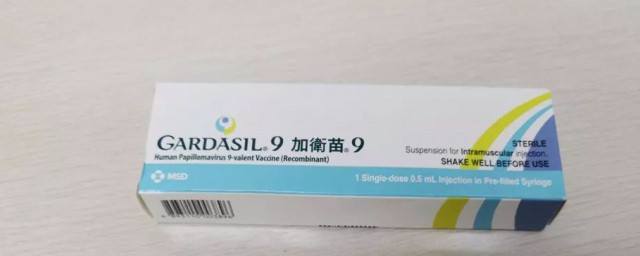 GARDASIL® 9 加衛苗® 9
Human Papillomavirus 9-valent Vaccine (Recombinant)
STERILE
Suspension for Intramuscular injection.
SHAKE WELL BEFORE USE
MSD
1 Single-dose 0.5 mL Injection in Pre-filled Syringe